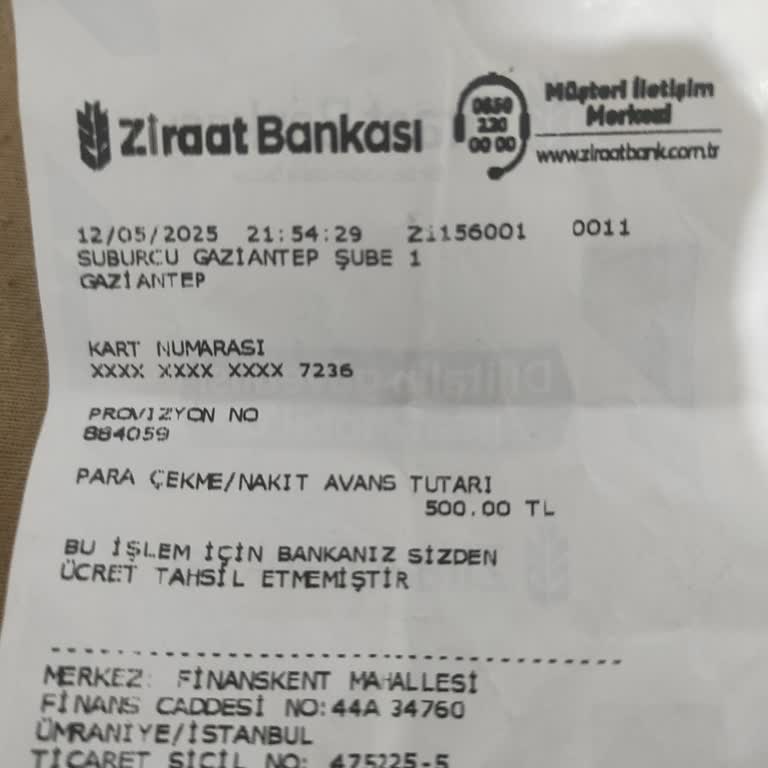 Ziraat Bankası
0850
220
00 00
Müşteri İletişim
Merkezi
www.ziraatbank.com.tr
12/05/2025 21:54:29 Zi156001 0011
SUBURCU GAZİANTEP ŞUBE 1
GAZİANTEP
KART NUMARASI
XXXX XXXX XXXX 7236
PROVİZYON NO
884059
PARA ÇEKME/NAKIT AVANS TUTARI
500.00 TL
BU İŞLEM İÇİN BANKANIZ SİZDEN
ÜCRET TAHSİL ETMEMİŞTİR
MERKEZ: FİNANSKENT MAHALLESİ
FİNANS CADDESİ NO:44A 34760
ÜMRANİYE/İSTANBUL
TİCARET SİCİL NO: 475225-5